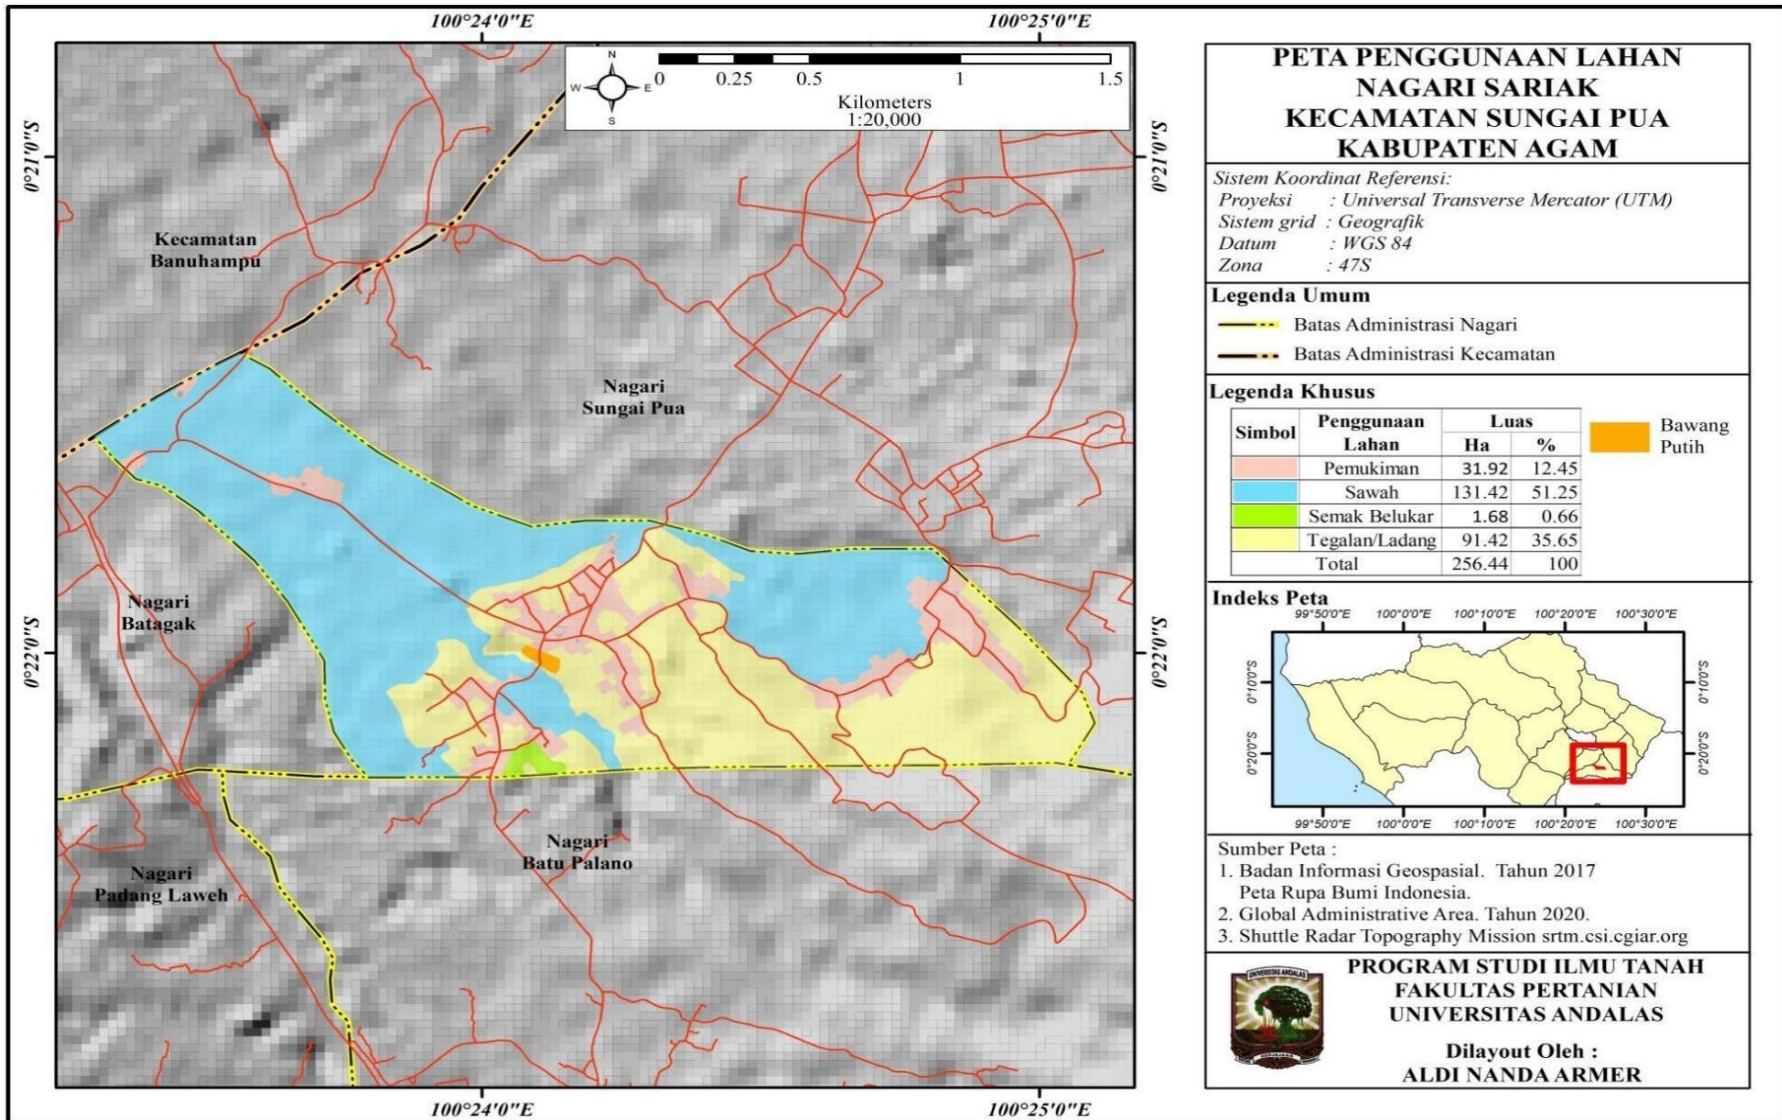 100°24'0"E
100°25'0"E
N
W
E
S
0
0.25
0.5
1
1.5
Kilometers
1:20,000
0°21'0"S
0°21'0"S
Kecamatan
Banuhampu
Nagari
Sungai Pua
Nagari
Batagak
0°22'0"S
0°22'0"S
Nagari
Batu Palano
Nagari
Padang Laweh
100°24'0"E
100°25'0"E
PETA PENGGUNAAN LAHAN
NAGARI SARIAK
KECAMATAN SUNGAI PUA
KABUPATEN AGAM
Sistem Koordinat Referensi:
Proyeksi : Universal Transverse Mercator (UTM)
Sistem grid : Geografik
Datum : WGS 84
Zona : 47S
Legenda Umum
Batas Administrasi Nagari
Batas Administrasi Kecamatan
Legenda Khusus
Simbol Penggunaan Lahan Luas
Ha %
Pemukiman 31.92 12.45
Sawah 131.42 51.25
Semak Belukar 1.68 0.66
Tegalan/Ladang 91.42 35.65
Total 256.44 100
Bawang
Putih
Indeks Peta
99°50'0"E 100°0'0"E 100°10'0"E 100°20'0"E 100°30'0"E
0°10'0"S
0°10'0"S
0°20'0"S
0°20'0"S
99°50'0"E 100°0'0"E 100°10'0"E 100°20'0"E 100°30'0"E
Sumber Peta :
1. Badan Informasi Geospasial. Tahun 2017
Peta Rupa Bumi Indonesia.
2. Global Administrative Area. Tahun 2020.
3. Shuttle Radar Topography Mission srtm.csi.cgiar.org
UNIVERSITAS ANDALAS
PROGRAM STUDI ILMU TANAH
FAKULTAS PERTANIAN
UNIVERSITAS ANDALAS
Dilayout Oleh :
ALDI NANDA ARMER